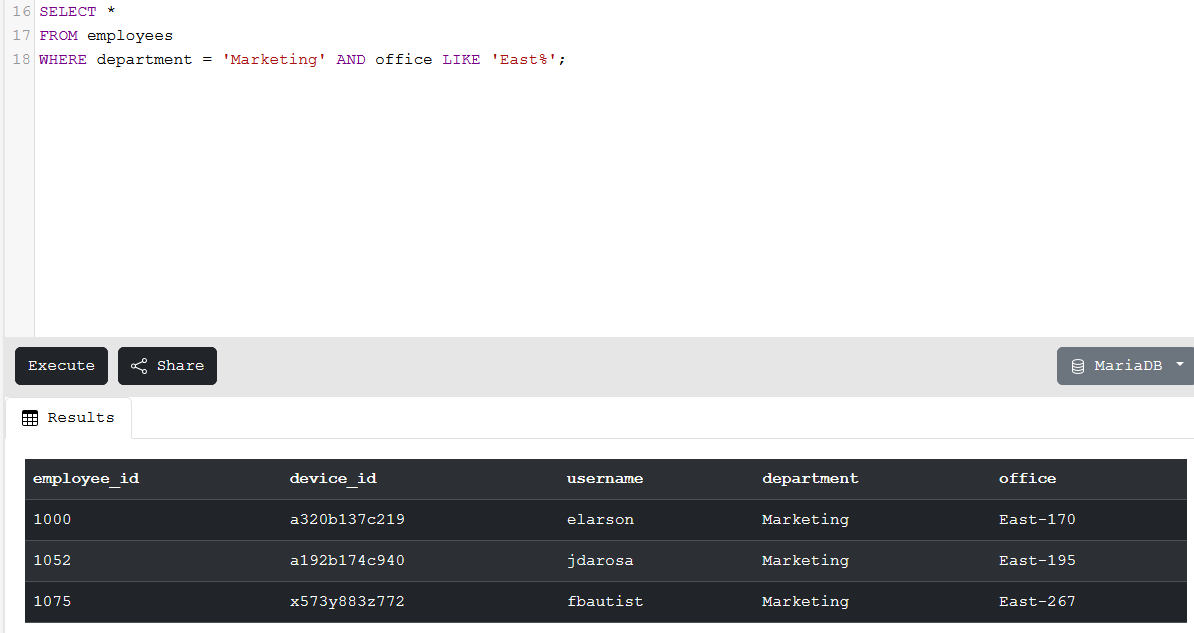 16 SELECT *
17 FROM employees
18 WHERE department = 'Marketing' AND office LIKE 'East%';
Execute Share MariaDB
Results
employee_id device_id username department office
1000 a320b137c219 elarson Marketing East-170
1052 a192b174c940 jdarosa Marketing East-195
1075 x573y883z772 fbautist Marketing East-267